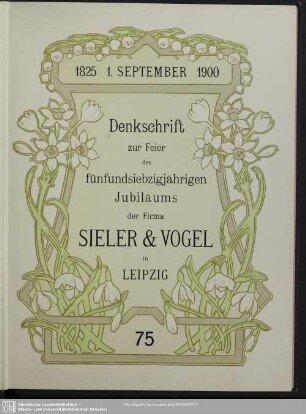 1825 1. SEPTEMBER 1900
Denkschrift
zur Feier
des
fünfundsiebzigjährigen
Jubiläums
der Firma
SIELER & VOGEL
in
LEIPZIG
75